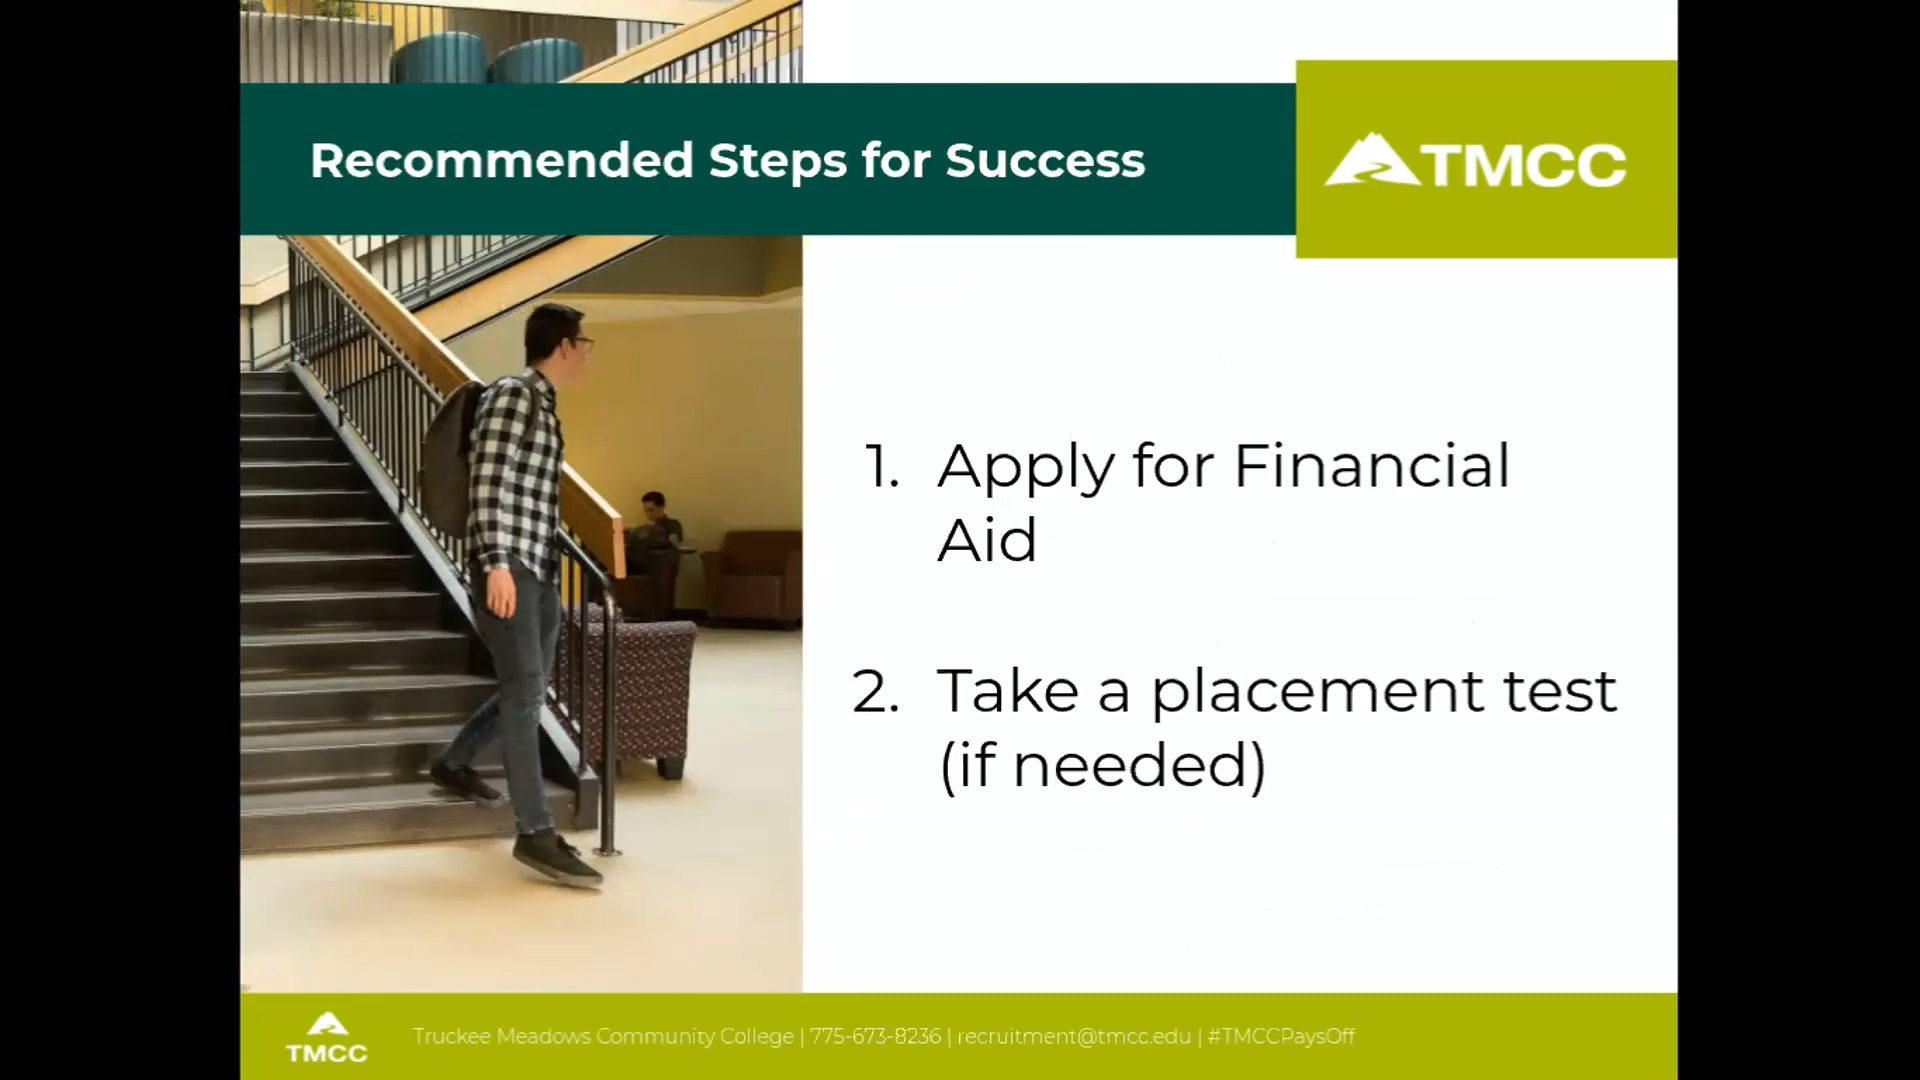 Recommended Steps for Success
TMCC
1. Apply for Financial
Aid
2. Take a placement test
(if needed)
TMCC
Truckee Meadows Community College | 775-673-8236 | recruitment@tmcc.edu | #TMCCPaysOff